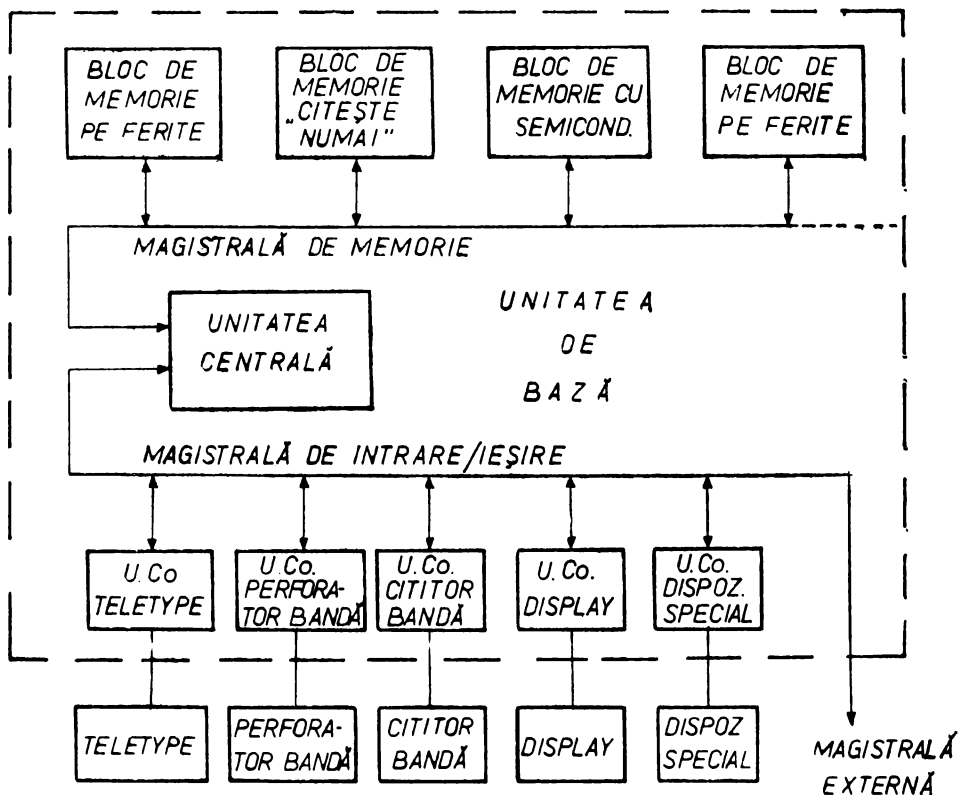 BLOC DE
MEMORIE
PE FERITE
BLOC DE
MEMORIE
„CITEŞTE
NUMAI"
BLOC DE
MEMORIE CU
SEMICOND.
BLOC DE
MEMORIE
PE FERITE
MAGISTRALĂ DE MEMORIE
UNITATEA
CENTRALĂ
UNITATEA
DE
BAZĂ
MAGISTRALĂ DE INTRARE/IEŞIRE
U.Co
TELETYPE
U.Co.
PERFORA-
TOR BANDĂ
U.Co.
CITITOR
BANDĂ
U.Co.
DISPLAY
U.Co.
DISPOZ.
SPECIAL
TELETYPE
PERFORA-
TOR BANDĂ
CITITOR
BANDĂ
DISPLAY
DISPOZ
SPECIAL
MAGISTRALĂ
EXTERNĂ